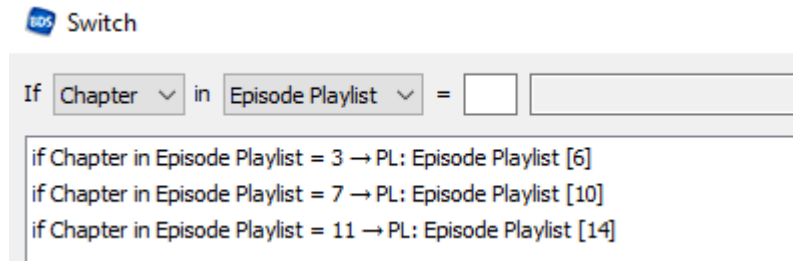 BDS Switch
If Chapter in Episode Playlist =
if Chapter in Episode Playlist = 3 → PL: Episode Playlist [6]
if Chapter in Episode Playlist = 7 → PL: Episode Playlist [10]
if Chapter in Episode Playlist = 11 → PL: Episode Playlist [14]